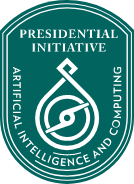 PRESIDENTIAL
INITIATIVE
ARTIFICIAL INTELLIGENCE AND COMPUTING